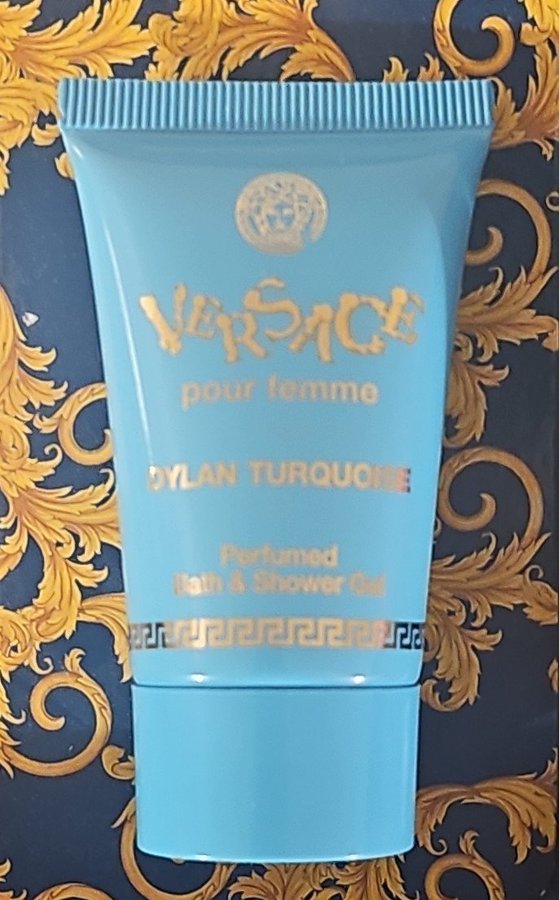 VERSACE
pour femme
DYLAN TURQUOISE
Perfumed
Bath & Shower Gel